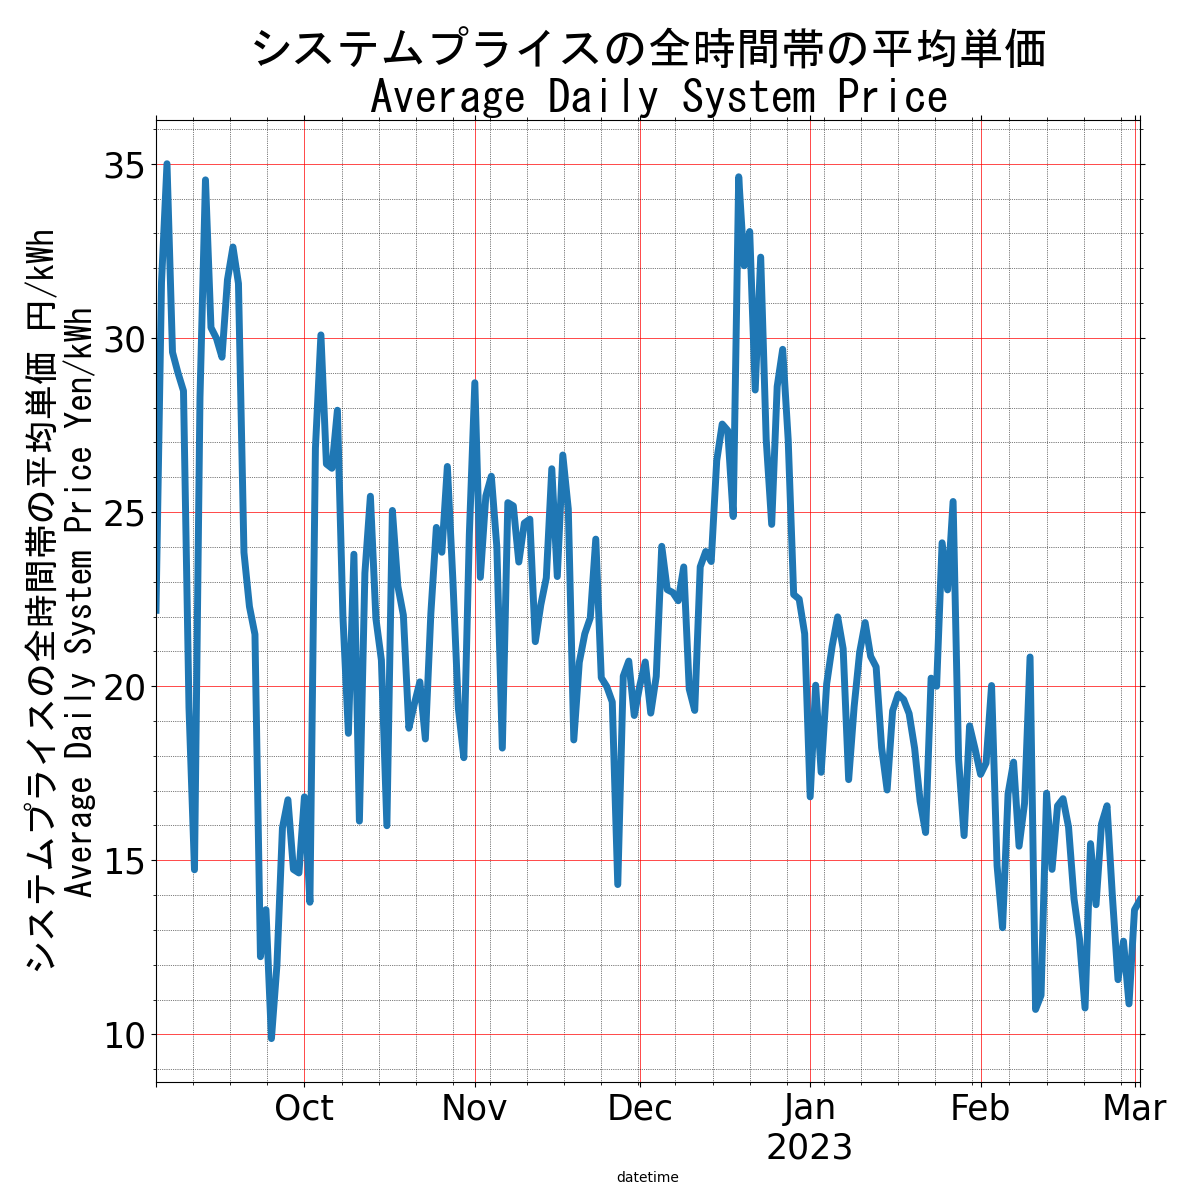 システムプライスの全時間帯の平均単価
Average Daily System Price
システムプライスの全時間帯の平均単価 円/kWh
Average Daily System Price Yen/kWh
35
30
25
20
15
10
Oct
Nov
Dec
Jan
2023
Feb
Mar
datetime